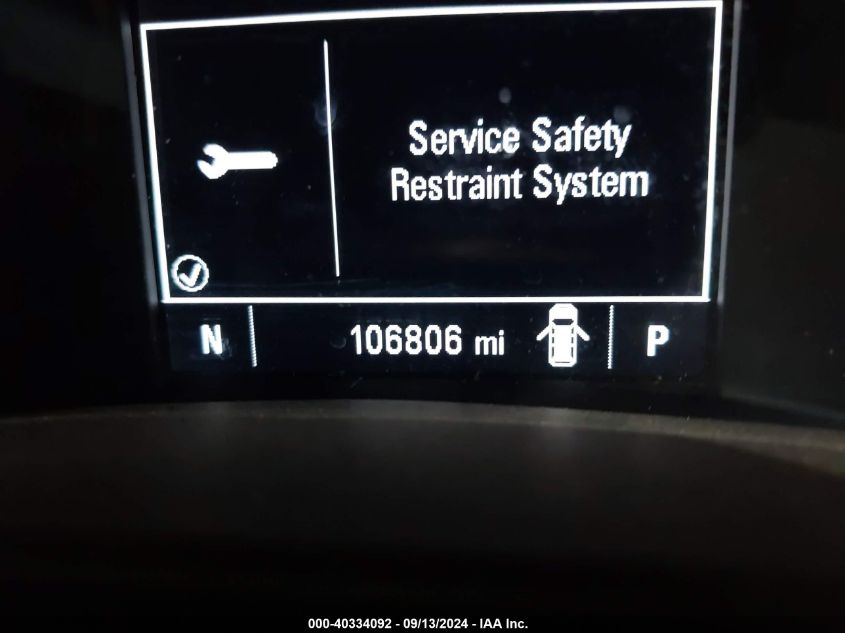 Service Safety
Restraint System
N 106806 mi P
000-40334092 - 09/13/2024 - IAA Inc.